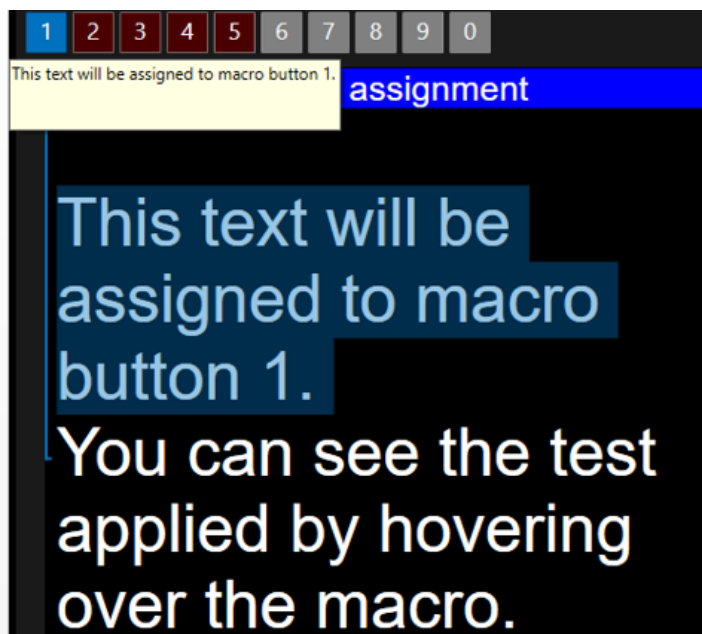 1 2 3 4 5 6 7 8 9 0
This text will be assigned to macro button 1.
assignment
This text will be
assigned to macro
button 1.
You can see the test
applied by hovering
over the macro.